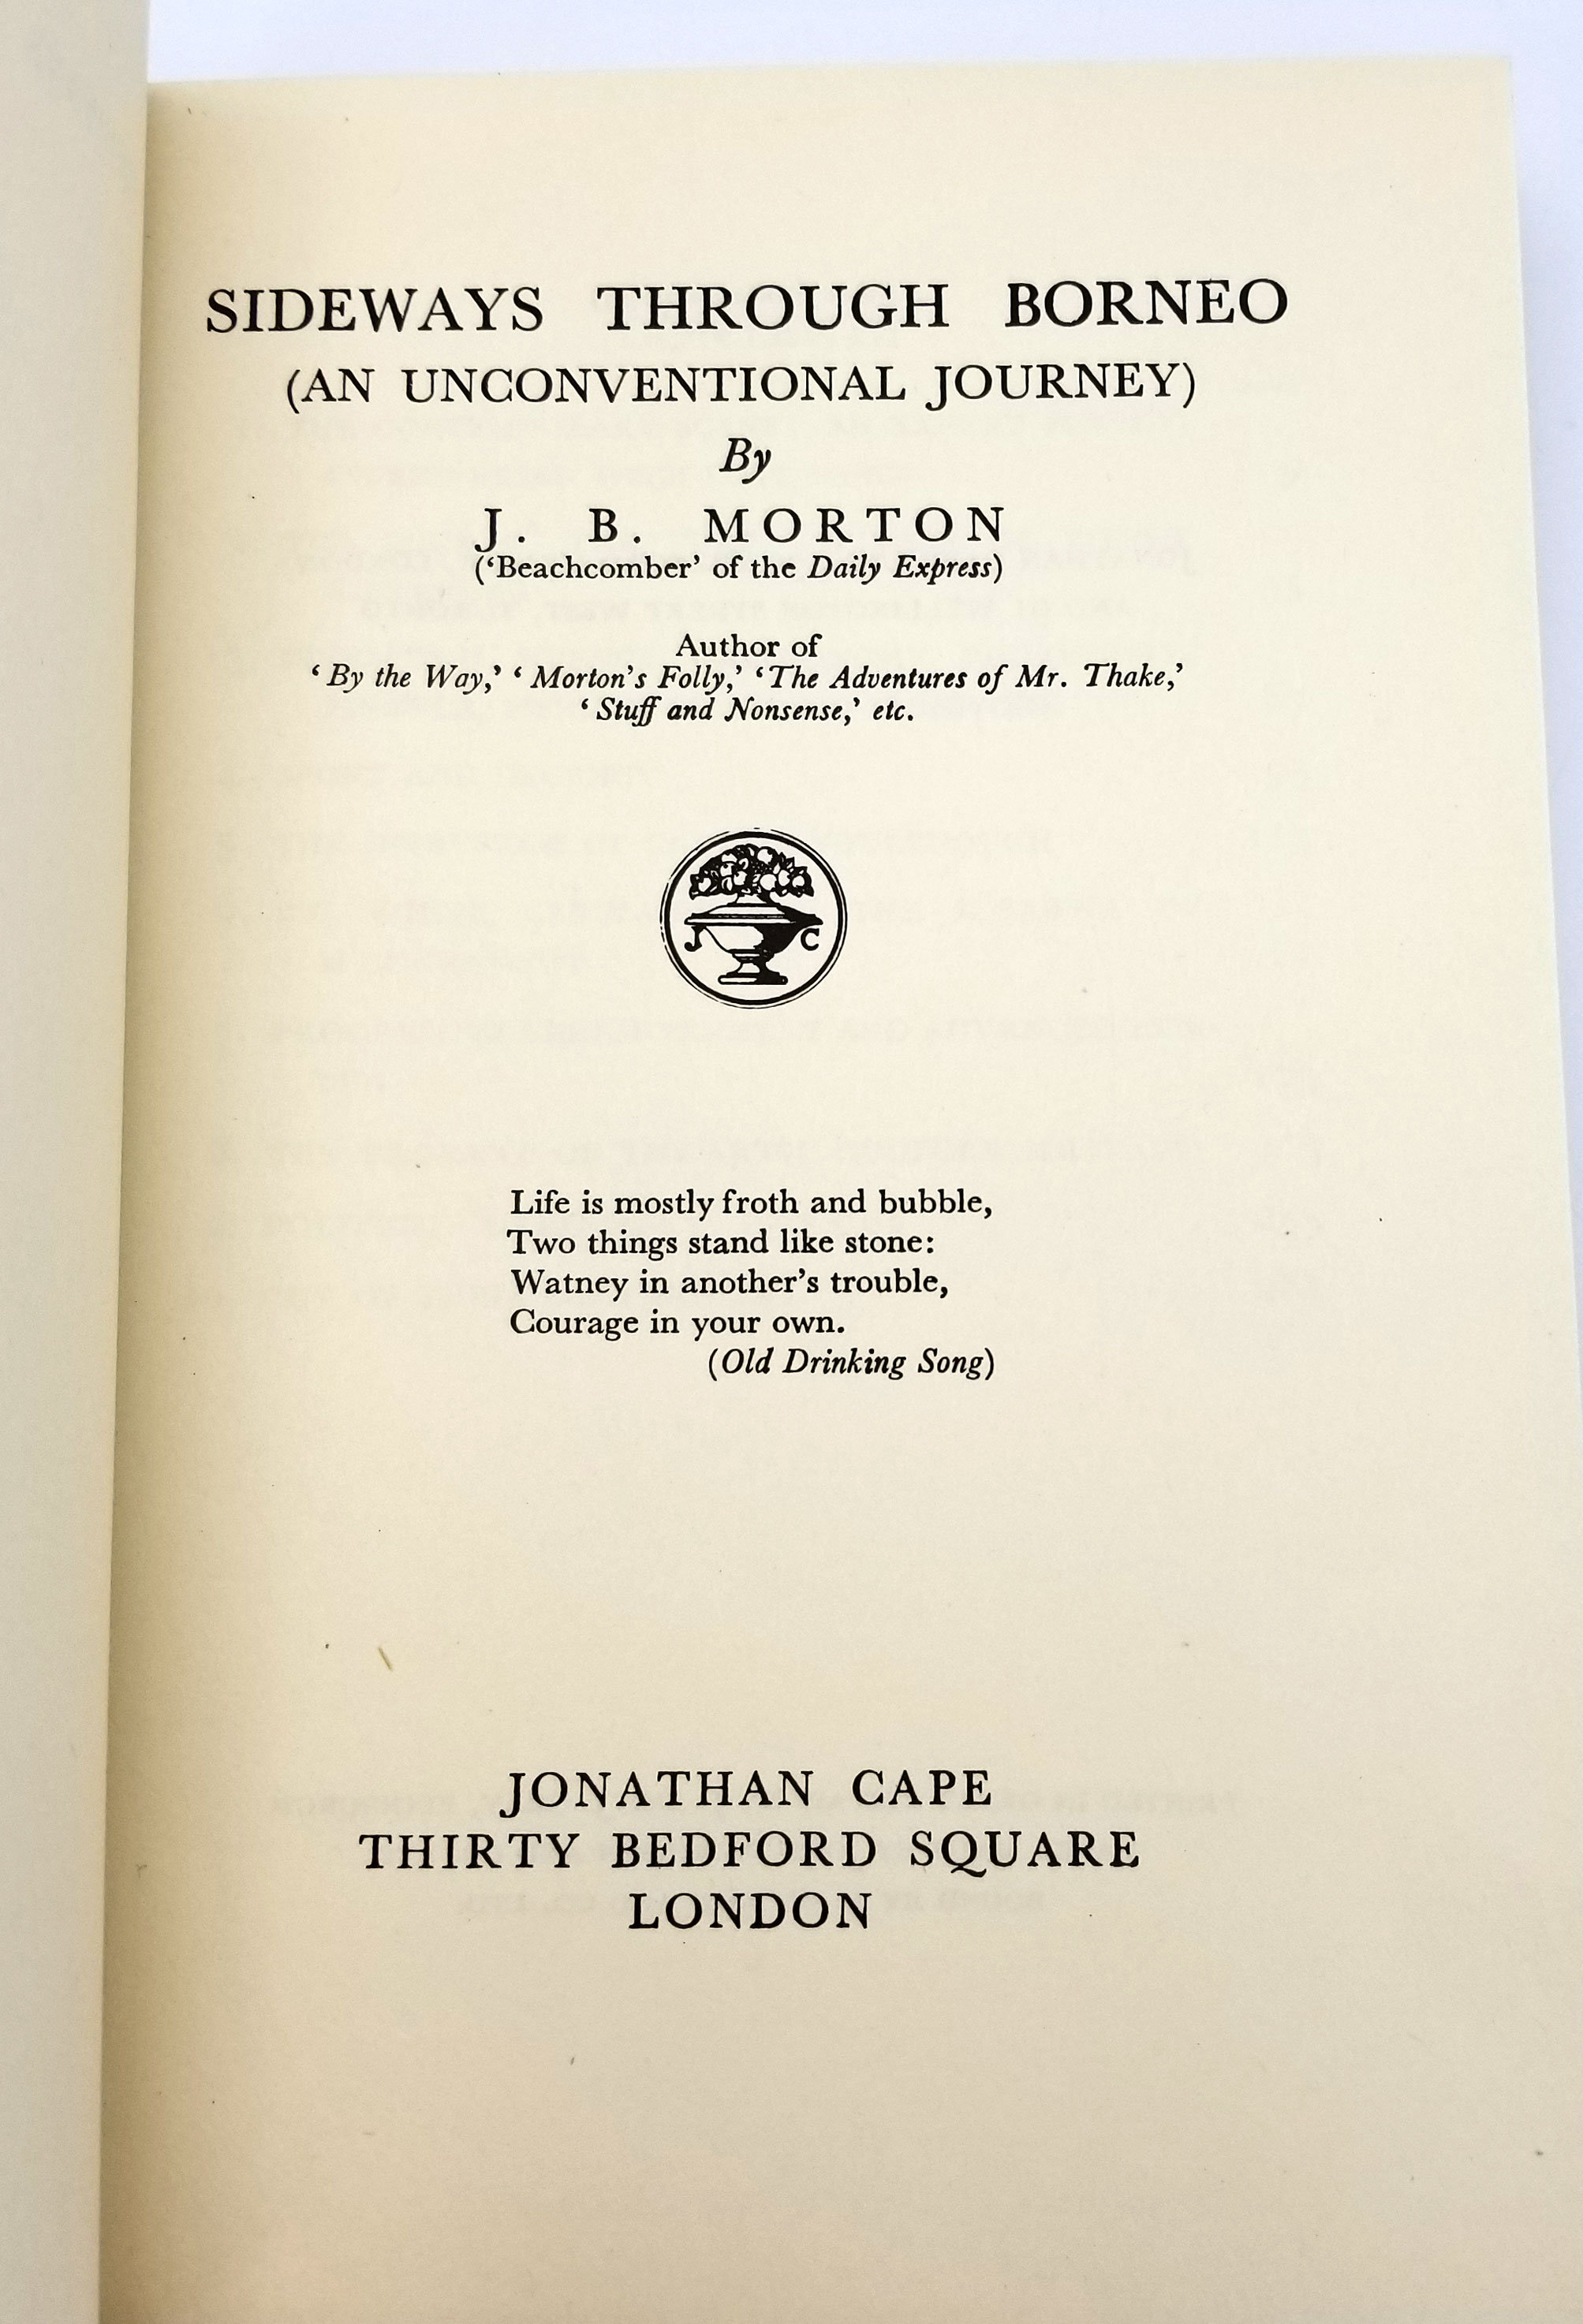 SIDEWAYS THROUGH BORNEO
(AN UNCONVENTIONAL JOURNEY)
By
J. B. MORTON
(‘Beachcomber’ of the Daily Express)
Author of
‘By the Way,’ ‘Morton’s Folly,’ ‘The Adventures of Mr. Thake,’
‘Stuff and Nonsense,’ etc.
J C
Life is mostly froth and bubble,
Two things stand like stone:
Watney in another’s trouble,
Courage in your own.
(Old Drinking Song)
JONATHAN CAPE
THIRTY BEDFORD SQUARE
LONDON